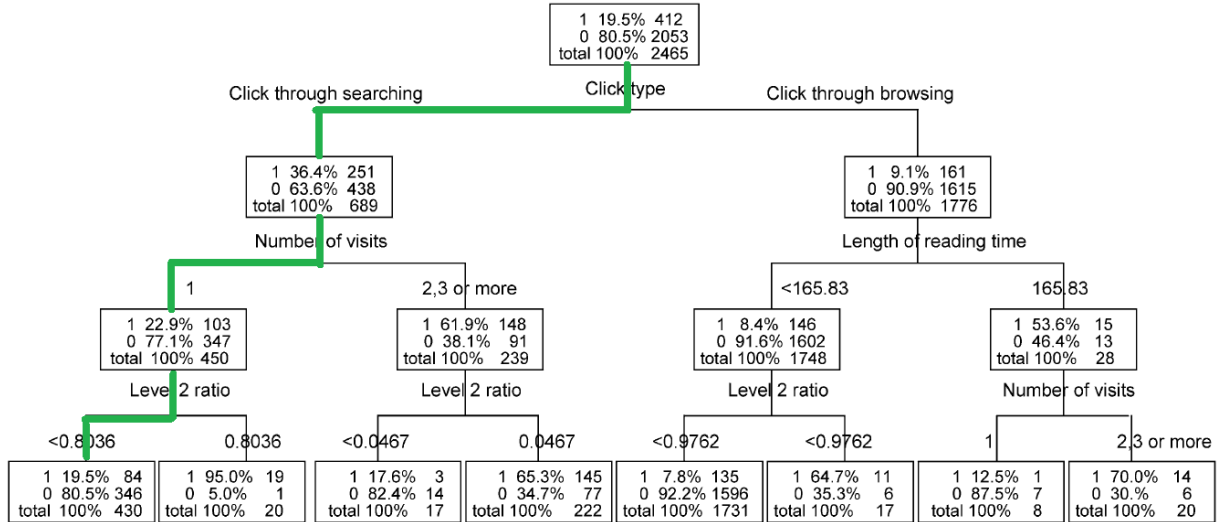 1 19.5% 412
0 80.5% 2053
total 100% 2465
Click type
Click through searching
Click through browsing
1 36.4% 251
0 63.6% 438
total 100% 689
1 9.1% 161
0 90.9% 1615
total 100% 1776
Number of visits
Length of reading time
1
2,3 or more
<165.83
165.83
1 22.9% 103
0 77.1% 347
total 100% 450
1 61.9% 148
0 38.1% 91
total 100% 239
1 8.4% 146
0 91.6% 1602
total 100% 1748
1 53.6% 15
0 46.4% 13
total 100% 28
Level 2 ratio
Level 2 ratio
Level 2 ratio
Number of visits
<0.8036
0.8036
<0.0467
0.0467
<0.9762
<0.9762
1
2,3 or more
1 19.5% 84
0 80.5% 346
total 100% 430
1 95.0% 19
0 5.0% 1
total 100% 20
1 17.6% 3
0 82.4% 14
total 100% 17
1 65.3% 145
0 34.7% 77
total 100% 222
1 7.8% 135
0 92.2% 1596
total 100% 1731
1 64.7% 11
0 35.3% 6
total 100% 17
1 12.5% 1
0 87.5% 7
total 100% 8
1 70.0% 14
0 30.% 6
total 100% 20